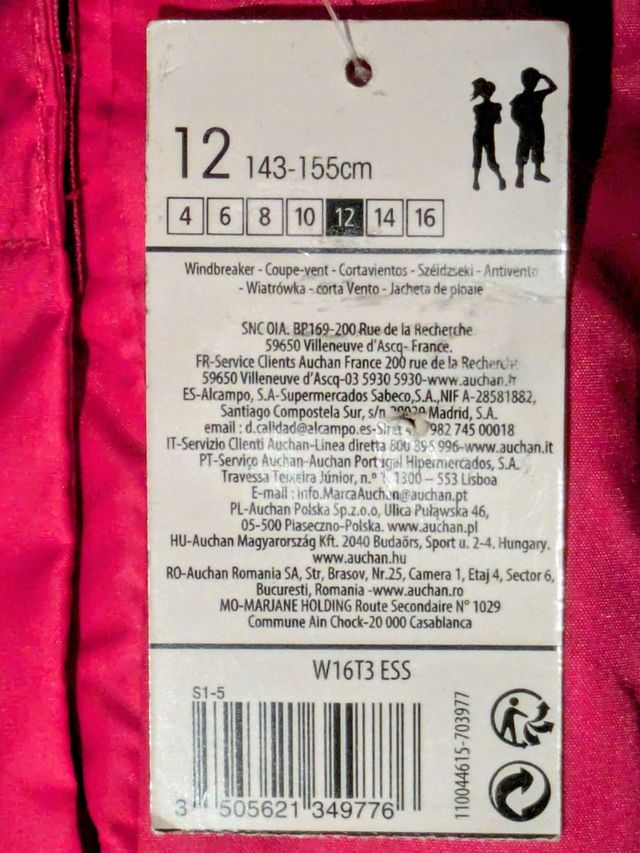 12 143-155cm
4 6 8 10 12 14 16
Windbreaker - Coupe-vent - Cortavientos - Széldzseki - Antivento
- Wiatrówka - corta Vento - Jacheta de ploaie
SNC OIA. BP169-200 Rue de la Recherche
59650 Villeneuve d'Ascq- France.
FR-Service Clients Auchan France 200 rue de la Recherche
59650 Villeneuve d'Ascq-03 5930 5930-www.auchan.fr
ES-Alcampo, S.A-Supermercados Sabeco,S.A.,NIF A-28581882,
Santiago Compostela Sur, s/n Madrid, S.A.
email : d.calidad@alcampo.es-Siret 982 745 00018
IT-Servizio Clienti Auchan-Linea diretta 800 896 996-www.auchan.it
PT-Serviço Auchan-Auchan Portugal Hipermercados, S.A.
Travessa Teixeira Júnior, n.º 1, 1300 – 553 Lisboa
E-mail : info.MarcaAuchan@auchan.pt
PL-Auchan Polska Sp.z.o.o, Ulica Puławska 46,
05-500 Piaseczno-Polska. www.auchan.pl
HU-Auchan Magyarország Kft. 2040 Budaörs, Sport u. 2-4. Hungary.
www.auchan.hu
RO-Auchan Romania SA, Str, Brasov, Nr.25, Camera 1, Etaj 4, Sector 6,
Bucuresti, Romania -www.auchan.ro
MO-MARJANE HOLDING Route Secondaire N° 1029
Commune Ain Chock-20 000 Casablanca
W16T3 ESS
S1-5
3 505621 349776
110044615-703977